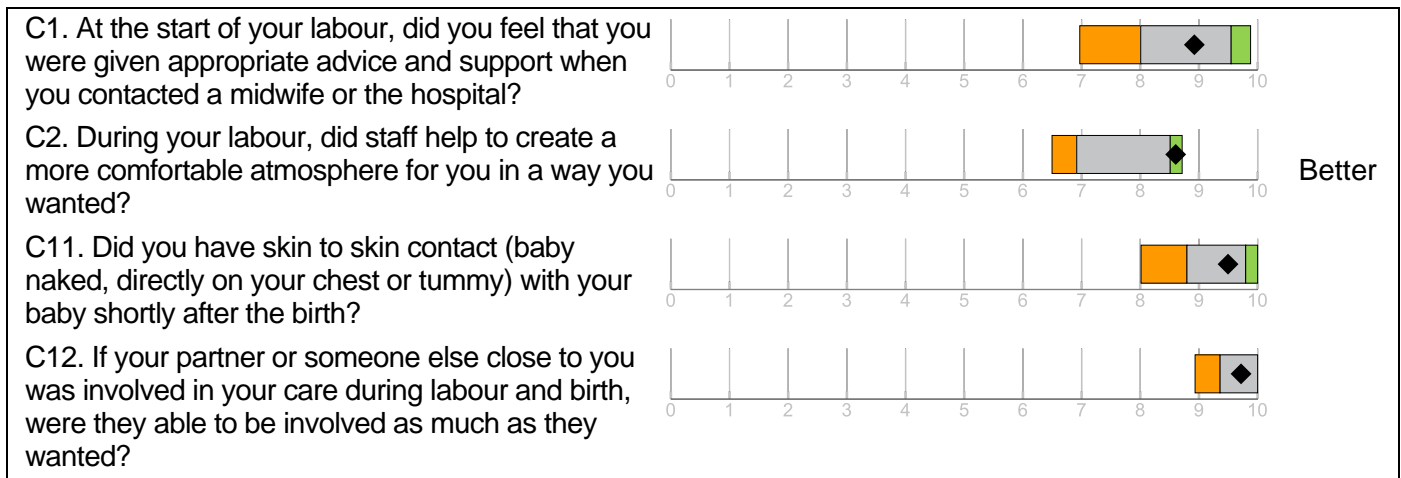 C1. At the start of your labour, did you feel that you
were given appropriate advice and support when
you contacted a midwife or the hospital?
0 1 2 3 4 5 6 7 8 9 10
C2. During your labour, did staff help to create a
more comfortable atmosphere for you in a way you
wanted?
0 1 2 3 4 5 6 7 8 9 10
Better
C11. Did you have skin to skin contact (baby
naked, directly on your chest or tummy) with your
baby shortly after the birth?
0 1 2 3 4 5 6 7 8 9 10
C12. If your partner or someone else close to you
was involved in your care during labour and birth,
were they able to be involved as much as they
wanted?
0 1 2 3 4 5 6 7 8 9 10